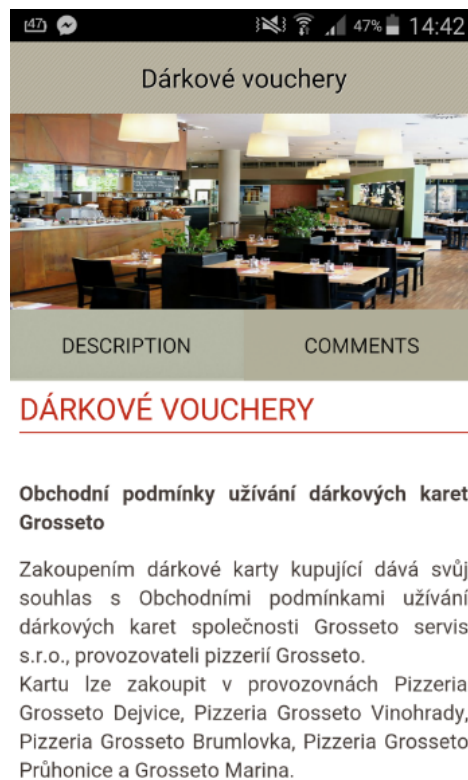 47 47% 14:42
Dárkové vouchery
DESCRIPTION COMMENTS
DÁRKOVÉ VOUCHERY
Obchodní podmínky užívání dárkových karet
Grosseto
Zakoupením dárkové karty kupující dává svůj
souhlas s Obchodními podmínkami užívání
dárkových karet společnosti Grosseto servis
s.r.o., provozovateli pizzerií Grosseto.
Kartu lze zakoupit v provozovnách Pizzeria
Grosseto Dejvice, Pizzeria Grosseto Vinohrady,
Pizzeria Grosseto Brumlovka, Pizzeria Grosseto
Průhonice a Grosseto Marina.